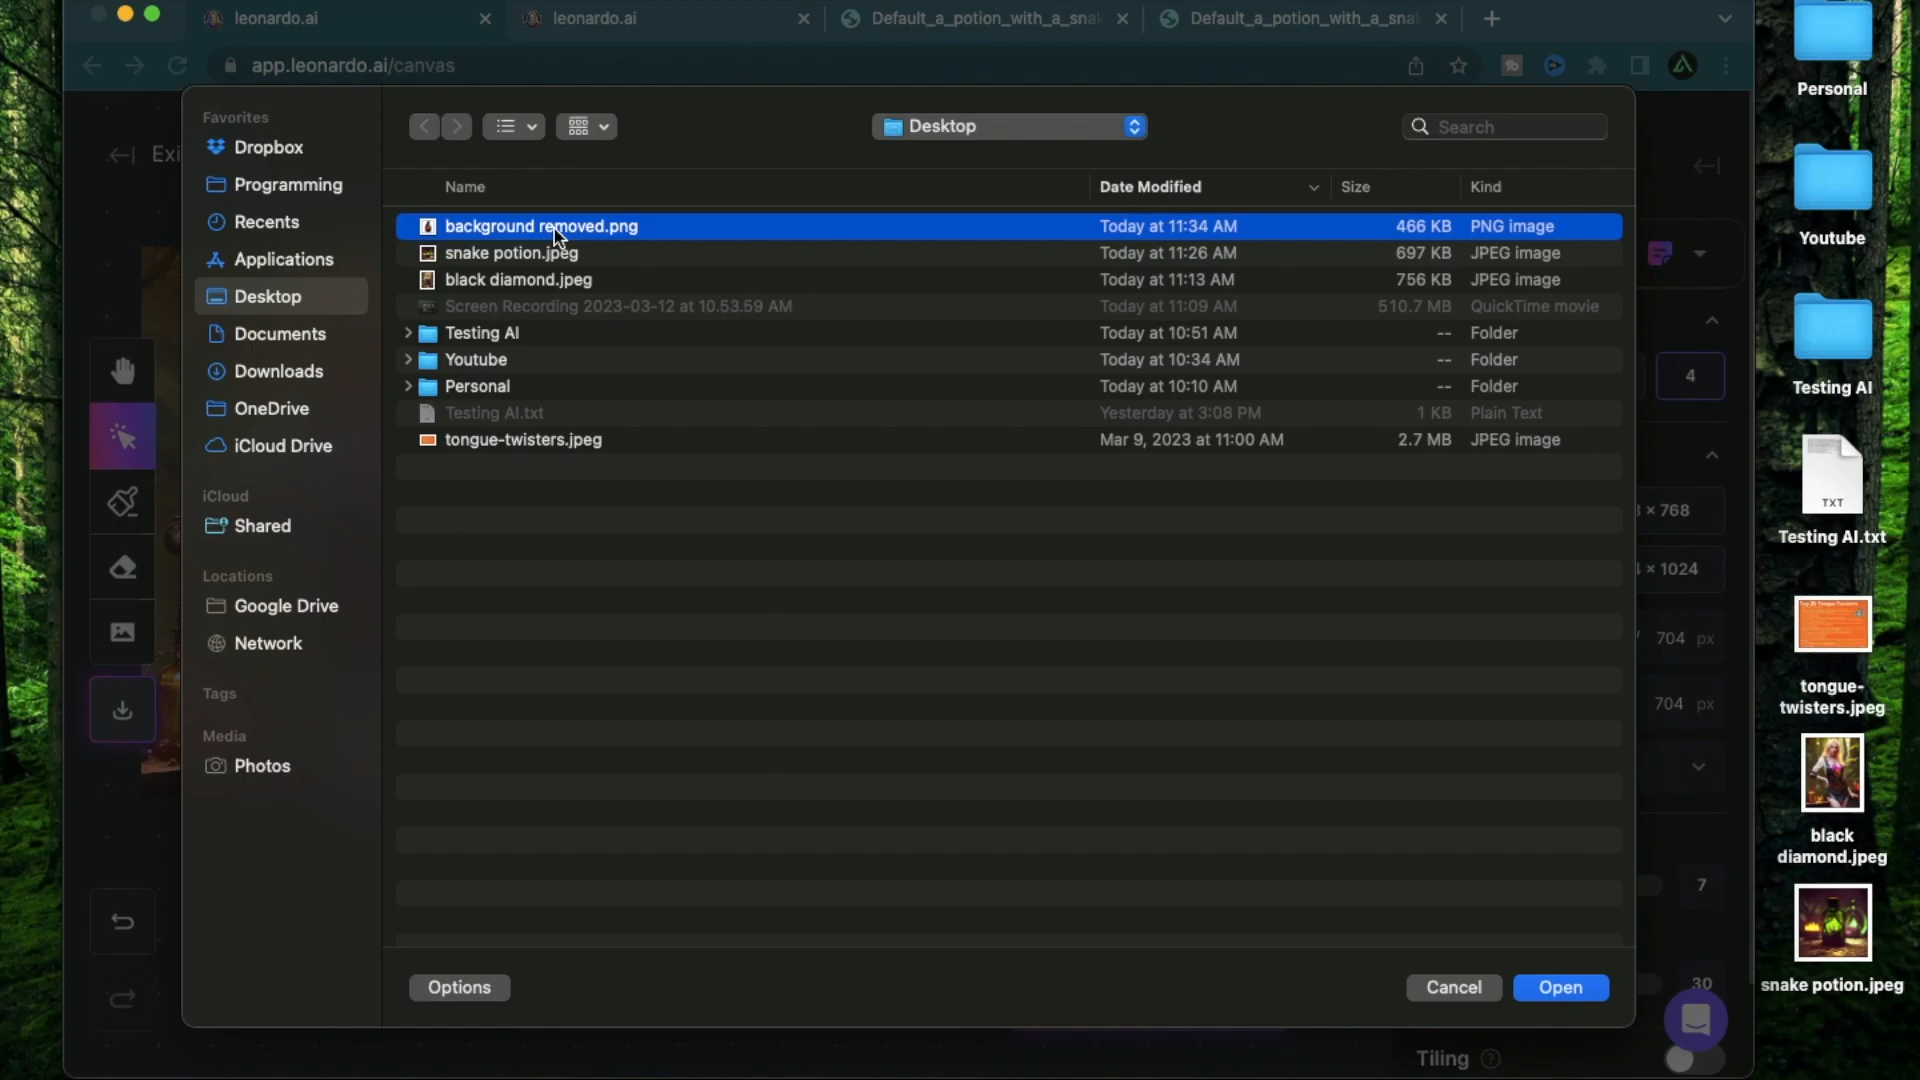 leonardo.ai
leonardo.ai
Default_a_potion_with_a_snak
Default_a_potion_with_a_snak
app.leonardo.ai/canvas
Personal
Favorites
Dropbox
Programming
Recents
Applications
Desktop
Documents
Downloads
OneDrive
iCloud Drive
iCloud
Shared
Locations
Google Drive
Network
Tags
Media
Photos
Exi
Desktop
Search
Name Date Modified Size Kind
background removed.png Today at 11:34 AM 466 KB PNG image
snake potion.jpeg Today at 11:26 AM 697 KB JPEG image
black diamond.jpeg Today at 11:13 AM 756 KB JPEG image
Screen Recording 2023-03-12 at 10.53.59 AM Today at 11:09 AM 510.7 MB QuickTime movie
Testing AI Today at 10:51 AM -- Folder
Youtube Today at 10:34 AM -- Folder
Personal Today at 10:10 AM -- Folder
Testing AI.txt Yesterday at 3:08 PM 1 KB Plain Text
tongue-twisters.jpeg Mar 9, 2023 at 11:00 AM 2.7 MB JPEG image
Options
Cancel
Open
4
× 768
× 1024
704 px
704 px
7
30
Tiling
Youtube
Testing AI
TXT
Testing AI.txt
tongue-
twisters.jpeg
black
diamond.jpeg
snake potion.jpeg